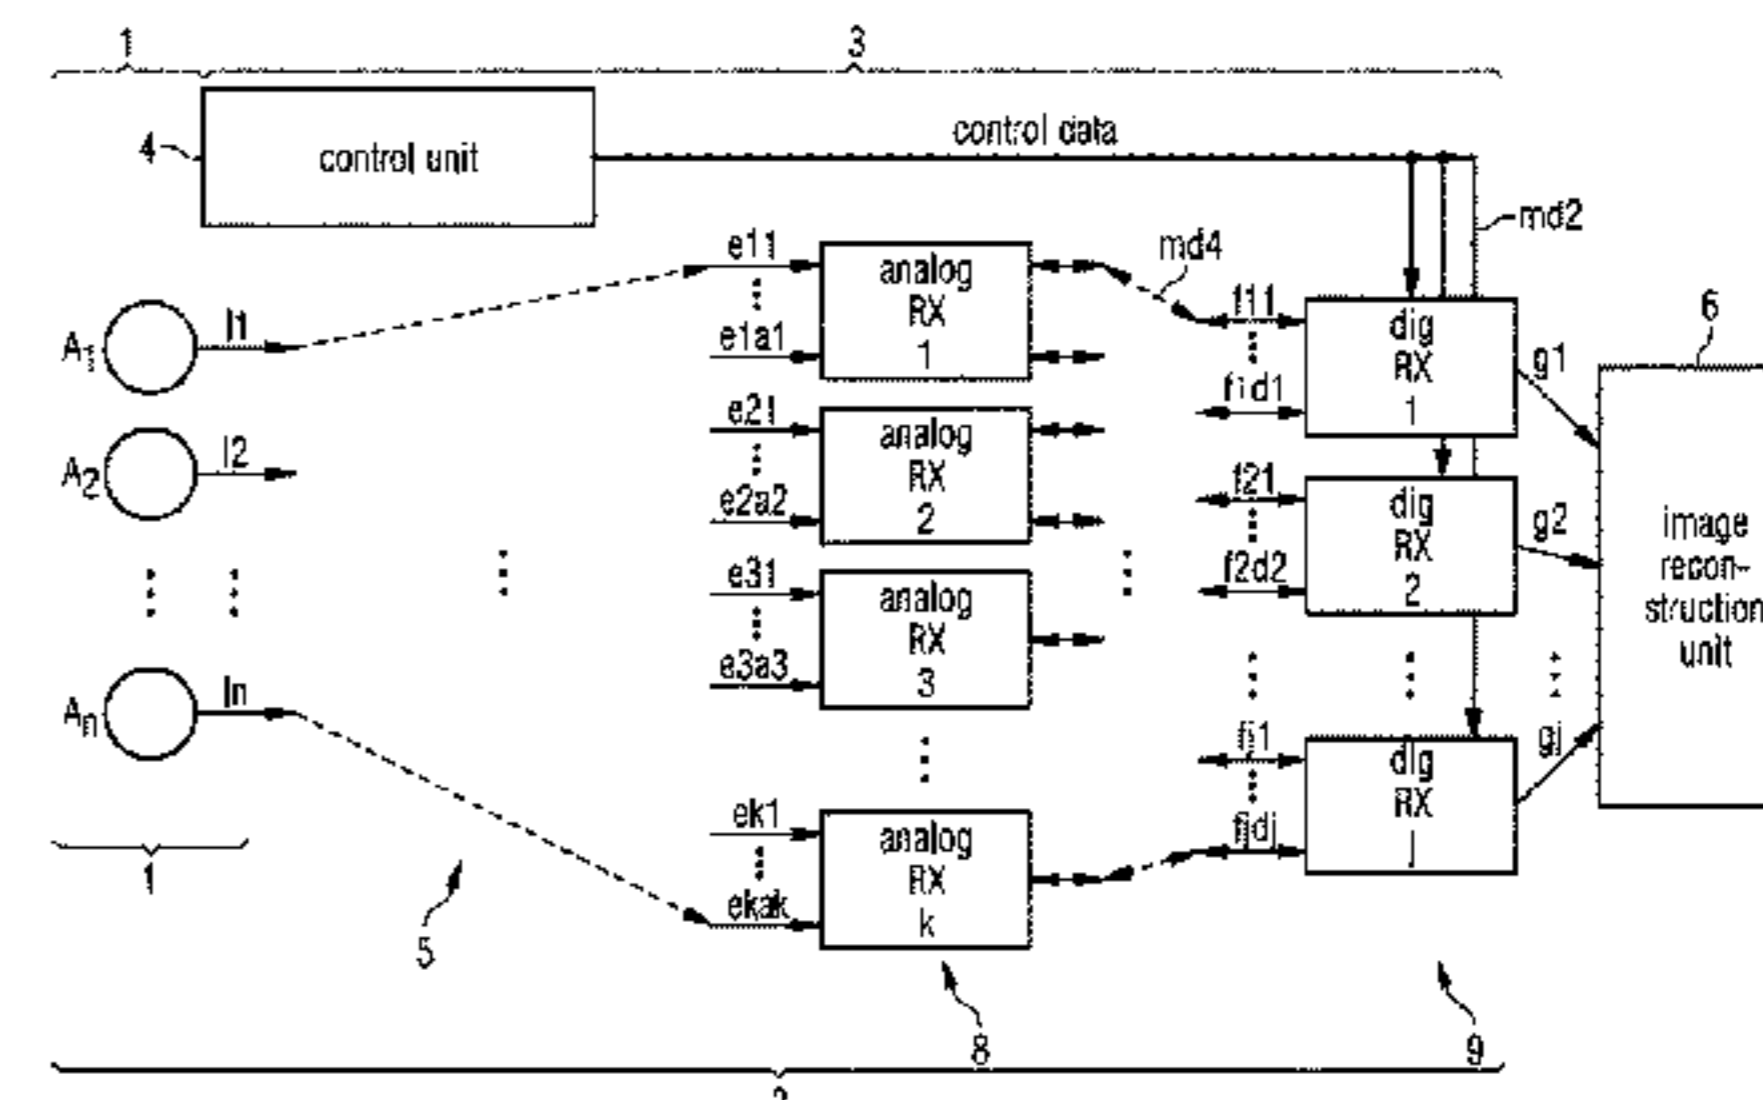 1
3
4
control unit
control data
md2
md4
6
A1
l1
A2
l2
An
ln
1
5
e11
e1a1
analog
RX
1
e21
e2a2
analog
RX
2
e31
e3a3
analog
RX
3
ek1
ekak
analog
RX
k
8
f11
f1d1
dig
RX
1
f21
f2d2
dig
RX
2
fj1
fjdj
dig
RX
j
9
g1
g2
gj
image
recon-
struction
unit